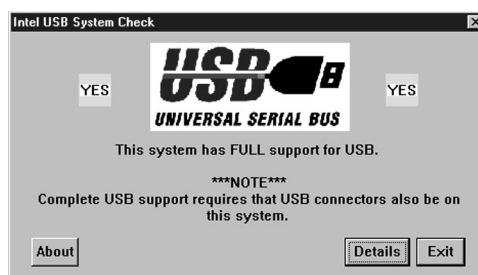 Intel USB System Check
YES
USB
UNIVERSAL SERIAL BUS
YES
This system has FULL support for USB.
***NOTE***
Complete USB support requires that USB connectors also be on
this system.
About
Details
Exit